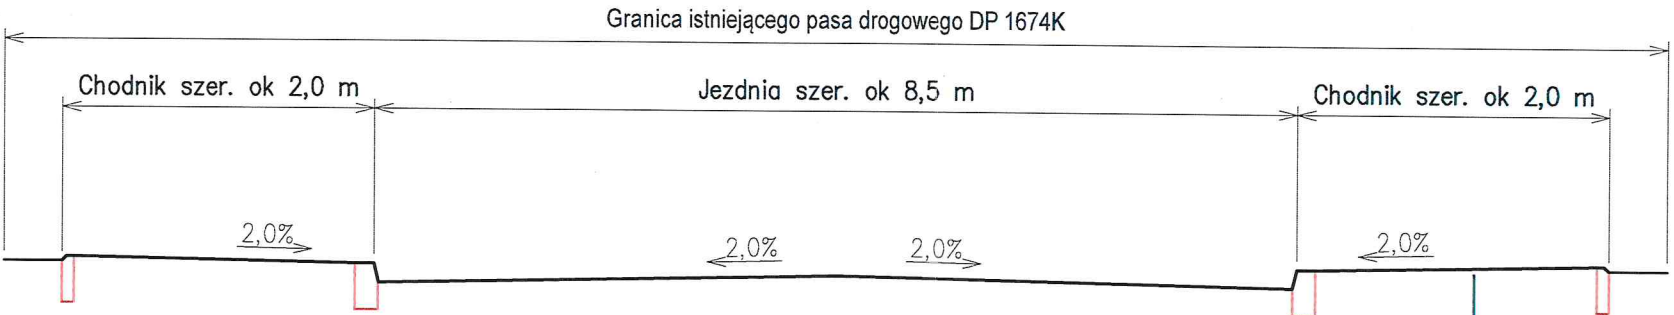 Granica istniejącego pasa drogowego DP 1674K
Chodnik szer. ok 2,0 m
Jezdnia szer. ok 8,5 m
Chodnik szer. ok 2,0 m
2,0%
2,0%
2,0%
2,0%